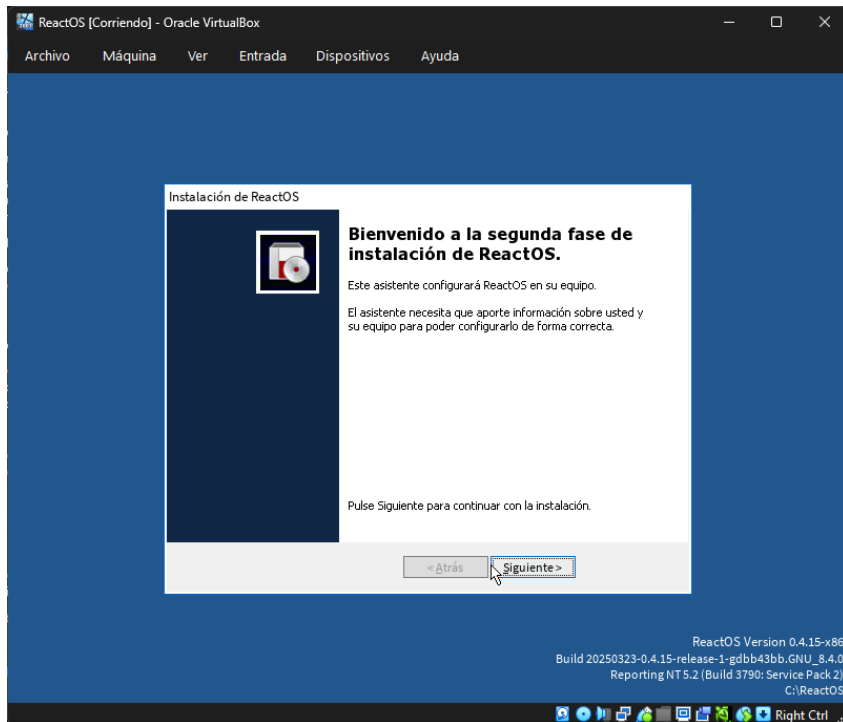 ReactOS [Corriendo] - Oracle VirtualBox
Archivo Máquina Ver Entrada Dispositivos Ayuda
Instalación de ReactOS
Bienvenido a la segunda fase de
instalación de ReactOS.
Este asistente configurará ReactOS en su equipo.
El asistente necesita que aporte información sobre usted y
su equipo para poder configurarlo de forma correcta.
Pulse Siguiente para continuar con la instalación.
< Atrás Siguiente >
ReactOS Version 0.4.15-x86
Build 20250323-0.4.15-release-1-gdbb43bb.GNU_8.4.0
Reporting NT 5.2 (Build 3790: Service Pack 2)
C:\ReactOS
Right Ctrl